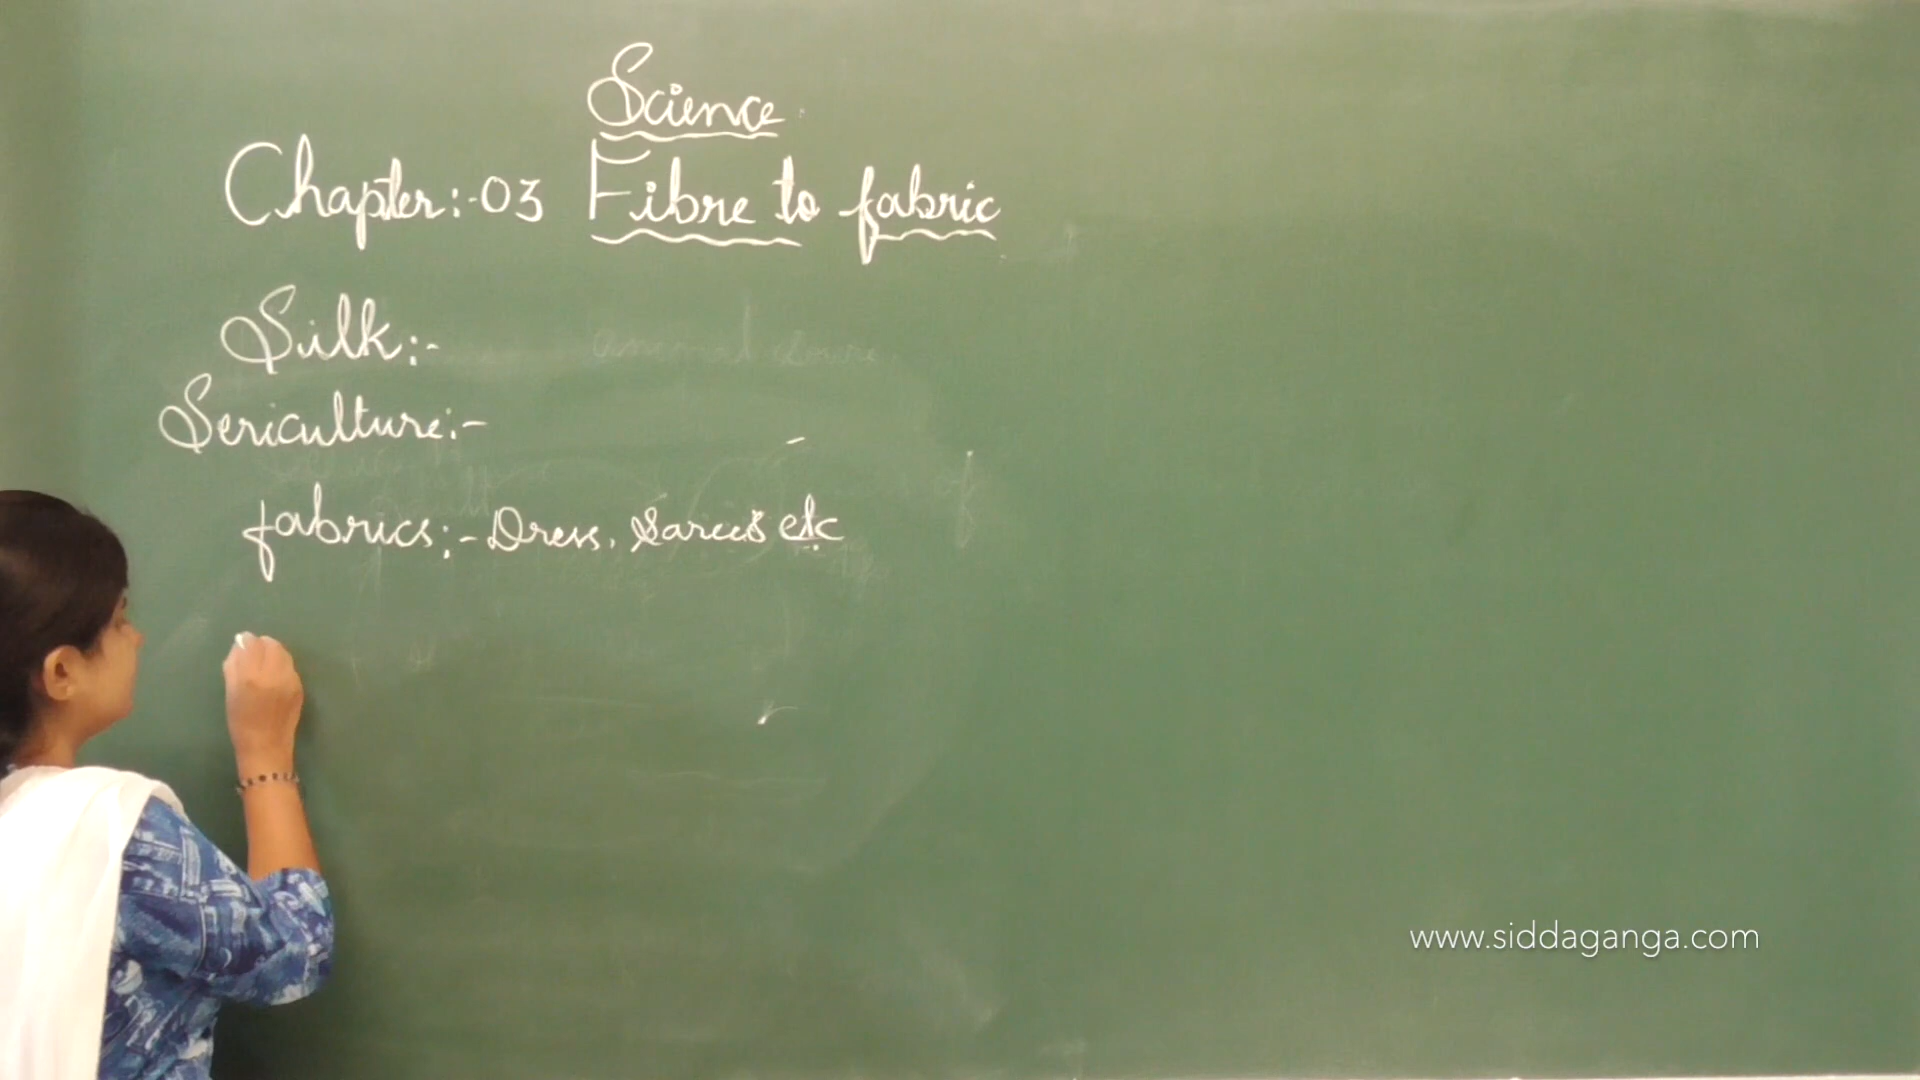 Science
Chapter:-03 Fibre to fabric
Silk:-
Sericulture:-
fabrics:- Dress, Sarees etc
www.siddaganga.com